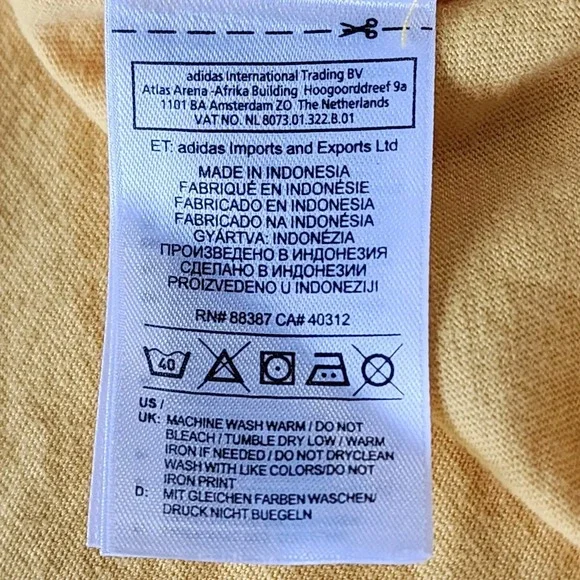 adidas International Trading BV
Atlas Arena -Afrika Building Hoogoorddreef 9a
1101 BA Amsterdam ZO The Netherlands
VAT NO. NL 8073.01.322.B.01
ET: adidas Imports and Exports Ltd
MADE IN INDONESIA
FABRIQUÉ EN INDONÉSIE
FABRICADO EN INDONESIA
FABRICADO NA INDONÉSIA
GYÁRTVA: INDONÉZIA
ПРОИЗВЕДЕНО В ИНДОНЕЗИЯ
СДЕЛАНО В ИНДОНЕЗИИ
PROIZVEDENO U INDONEZIJI
RN# 88387 CA# 40312
40
US /
UK: MACHINE WASH WARM / DO NOT
BLEACH / TUMBLE DRY LOW / WARM
IRON IF NEEDED / DO NOT DRYCLEAN
WASH WITH LIKE COLORS/DO NOT
IRON PRINT
D: MIT GLEICHEN FARBEN WASCHEN/
DRUCK NICHT BUEGELN